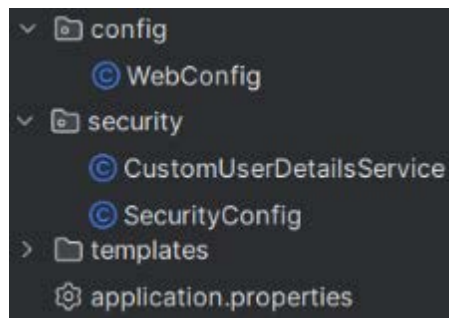 config
WebConfig
security
CustomUserDetailsService
SecurityConfig
templates
application.properties